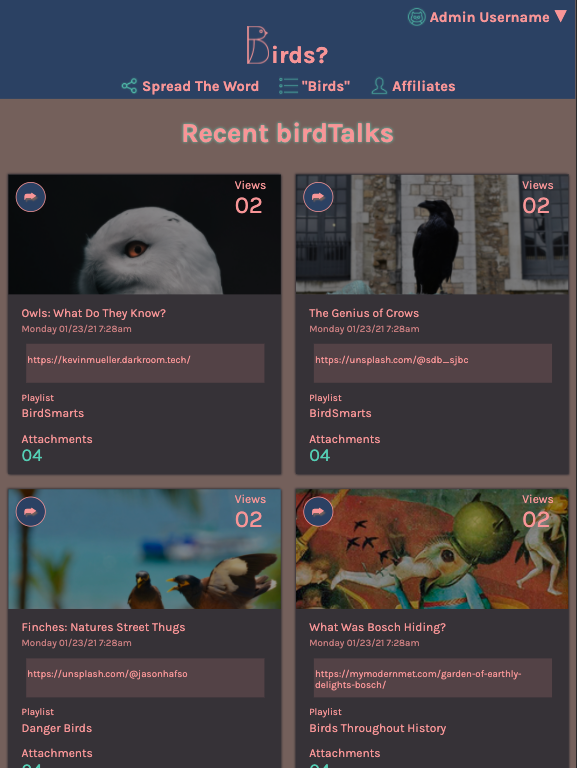 Admin Username
Birds?
Spread The Word
"Birds"
Affiliates
Recent birdTalks
Views
02
Owls: What Do They Know?
Monday 01/23/21 7:28am
https://kevinmueller.darkroom.tech/
Playlist
BirdSmarts
Attachments
04
Views
02
The Genius of Crows
Monday 01/23/21 7:28am
https://unsplash.com/@sdb_sjbc
Playlist
BirdSmarts
Attachments
04
Views
02
Finches: Natures Street Thugs
Monday 01/23/21 7:28am
https://unsplash.com/@jasonhafso
Playlist
Danger Birds
Attachments
04
Views
02
What Was Bosch Hiding?
Monday 01/23/21 7:28am
https://mymodernmet.com/garden-of-earthly-
delights-bosch/
Playlist
Birds Throughout History
Attachments
04